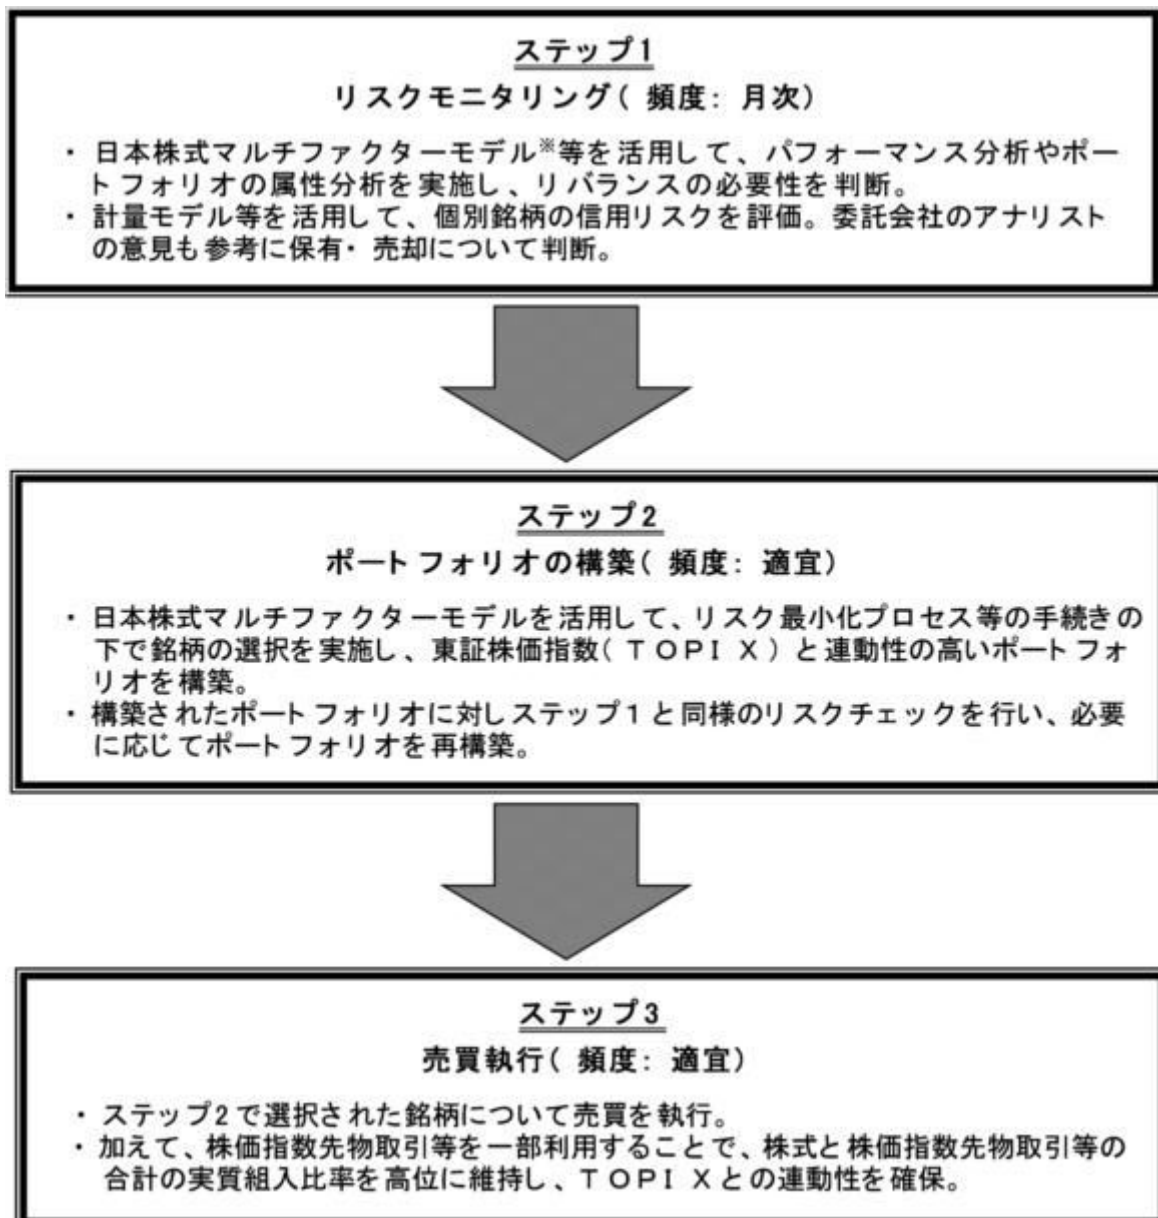 ステップ1
リスクモニタリング(頻度:月次)
・日本株式マルチファクターモデル※等を活用して、パフォーマンス分析やポー
トフォリオの属性分析を実施し、リバランスの必要性を判断。
・計量モデル等を活用して、個別銘柄の信用リスクを評価。委託会社のアナリスト
の意見も参考に保有・売却について判断。
ステップ2
ポートフォリオの構築(頻度:適宜)
・日本株式マルチファクターモデルを活用して、リスク最小化プロセス等の手続きの
下で銘柄の選択を実施し、東証株価指数(TOPIX)と連動性の高いポートフォ
リオを構築。
・構築されたポートフォリオに対しステップ1と同様のリスクチェックを行い、必要
に応じてポートフォリオを再構築。
ステップ3
売買執行(頻度:適宜)
・ステップ2で選択された銘柄について売買を執行。
・加えて、株価指数先物取引等を一部利用することで、株式と株価指数先物取引等の
合計の実質組入比率を高位に維持し、TOPIXとの連動性を確保。